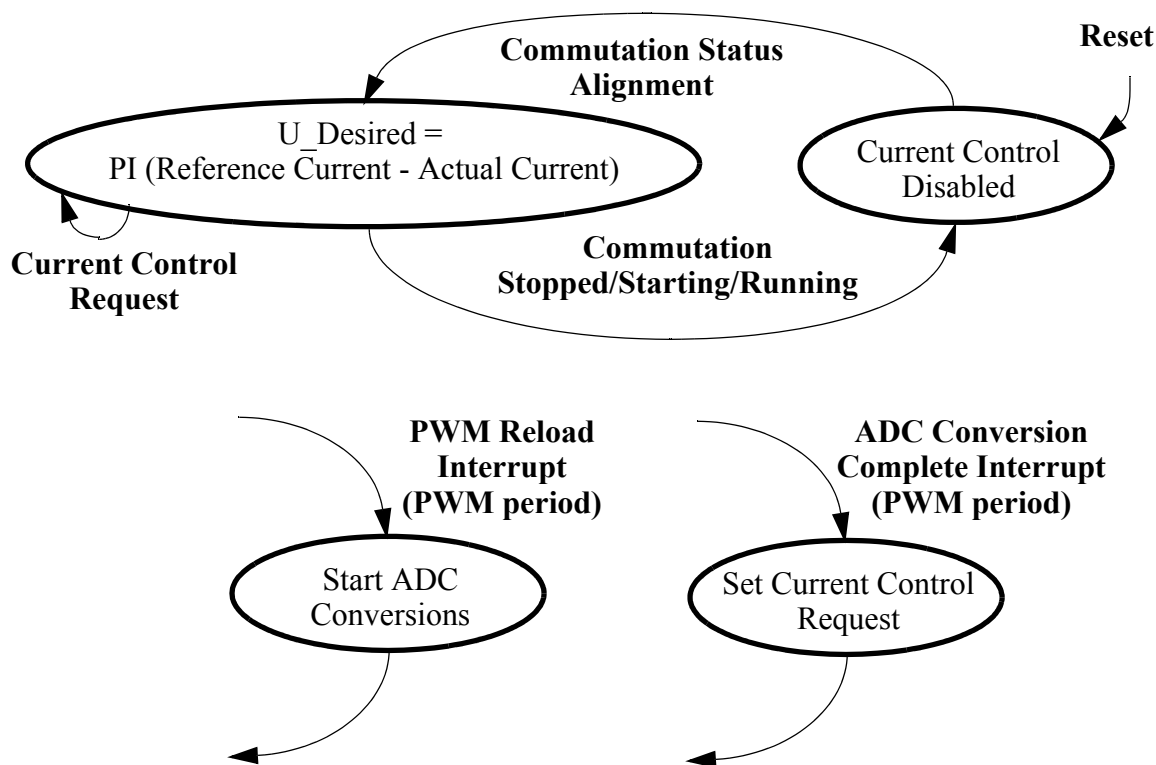 Reset
Commutation Status
Alignment
U_Desired =
PI (Reference Current - Actual Current)
Current Control
Disabled
Current Control
Request
Commutation
Stopped/Starting/Running
PWM Reload
Interrupt
(PWM period)
ADC Conversion
Complete Interrupt
(PWM period)
Start ADC
Conversions
Set Current Control
Request